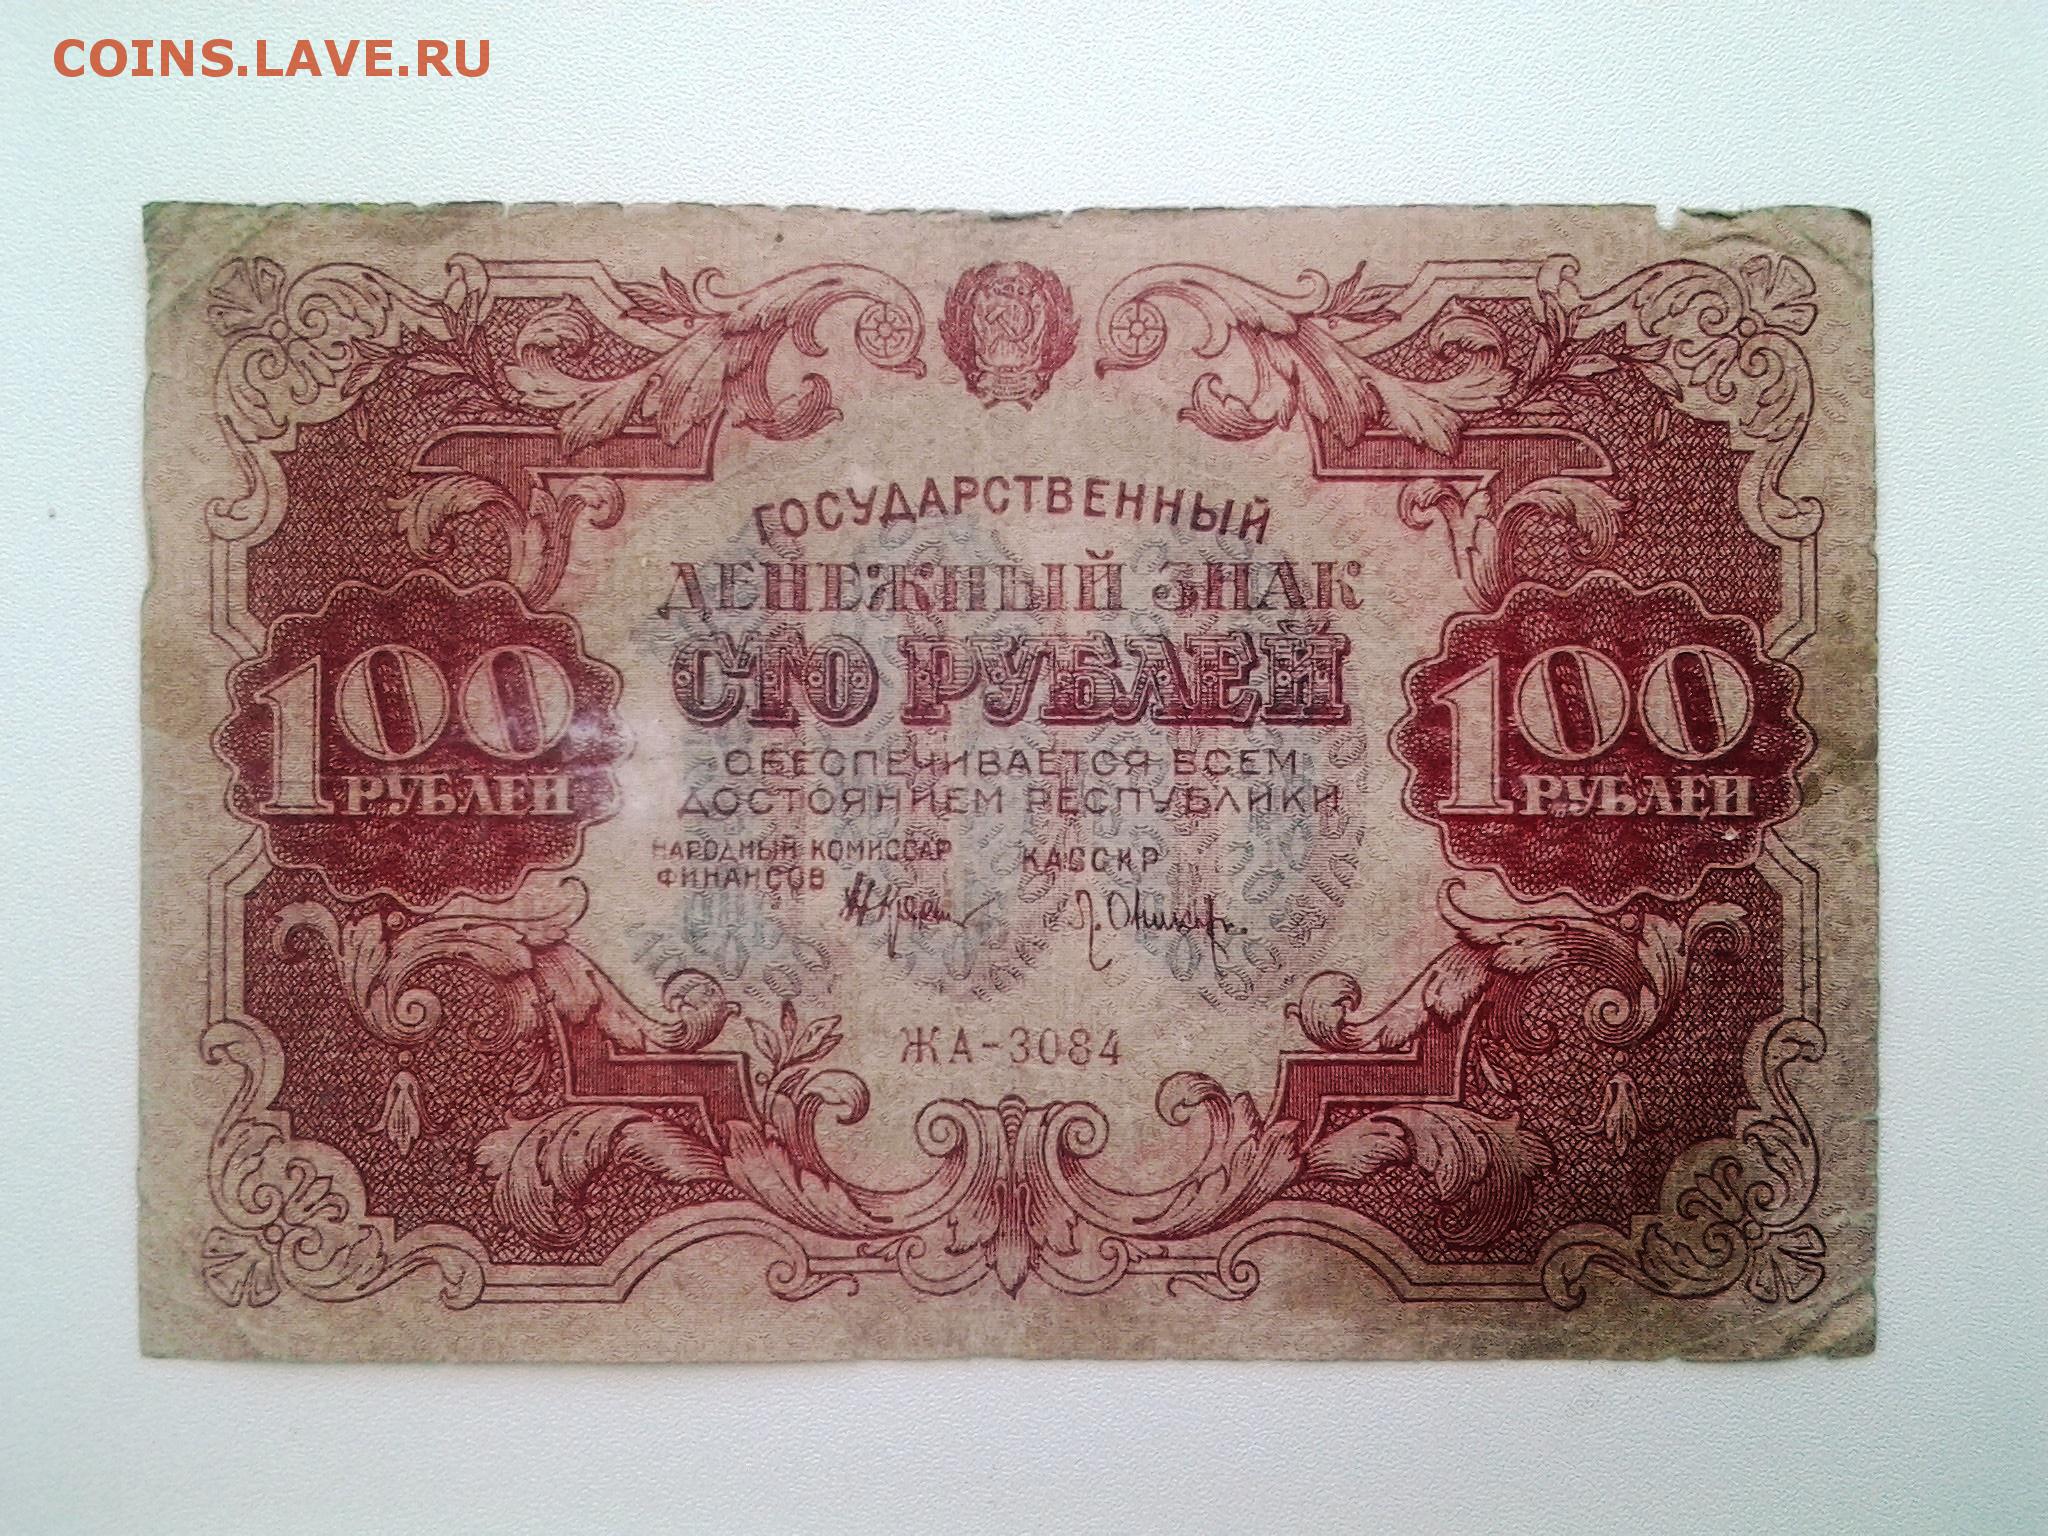 COINS.LAVE.RU
ГОСУДАРСТВЕННЫЙ
ДЕНЕЖНЫЙ ЗНАК
СТО РУБЛЕЙ
100
РУБЛЕЙ
100
РУБЛЕЙ
ОБЕСПЕЧИВАЕТСЯ ВСЕМ
ДОСТОЯНИЕМ РЕСПУБЛИКИ
НАРОДНЫЙ КОМИССАР
ФИНАНСОВ
КАССИР
ЖА-3084